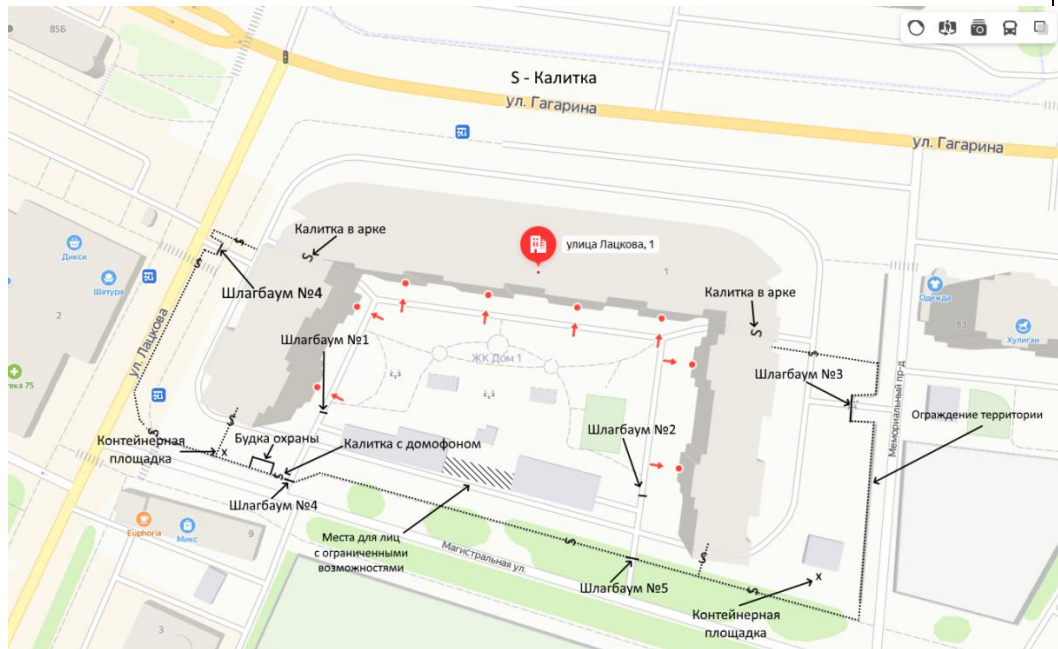 85Б
S - Калитка
ул. Гагарина
ул. Гагарина
Калитка в арке
улица Лацкова, 1
1
Дикси
Шатура
2
Шлагбаум №4
Калитка в арке
Одежда
83
Хулиган
ул. Лацкова
Шлагбаум №1
ЖК Дом 1
Шлагбаум №3
тека 75
Ограждение территории
Мемориальный пр-д
Контейнерная
площадка
x
Будка охраны
Калитка с домофоном
Шлагбаум №2
Шлагбаум №4
Euphoria
Микс
9
Места для лиц
с ограниченными
возможностями
Магистральная ул.
Шлагбаум №5
x
Контейнерная
площадка
3